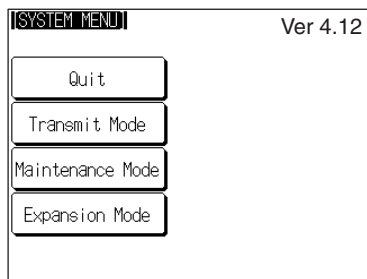 [SYSTEM MENU]
Ver 4.12
Quit
Transmit Mode
Maintenance Mode
Expansion Mode